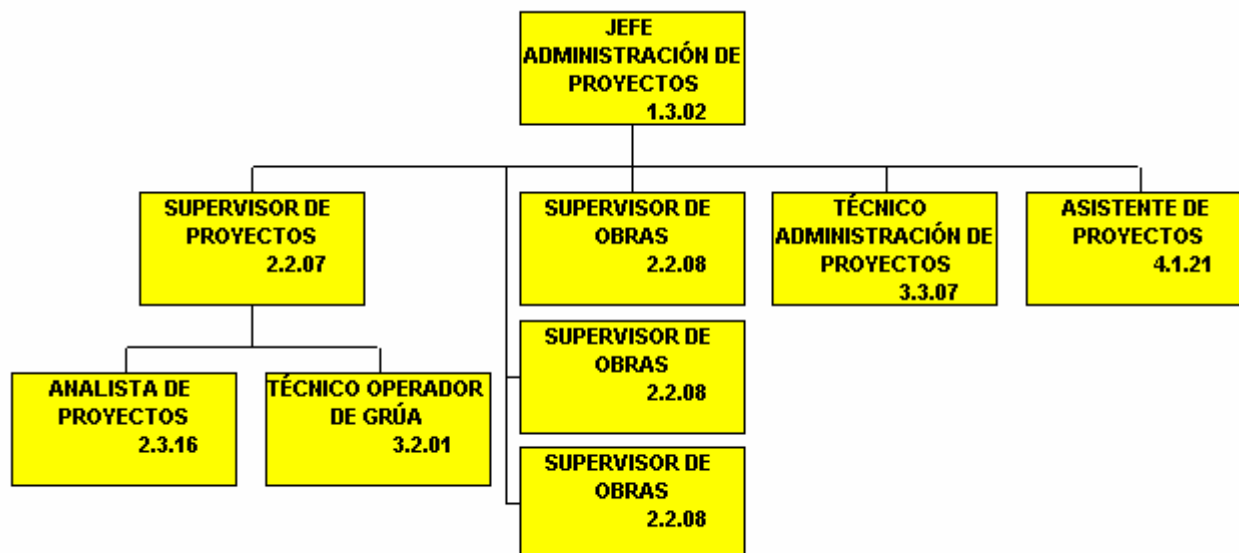 JEFE
ADMINISTRACIÓN DE
PROYECTOS
1.3.02
SUPERVISOR DE
PROYECTOS
2.2.07
SUPERVISOR DE
OBRAS
2.2.08
TÉCNICO
ADMINISTRACIÓN DE
PROYECTOS
3.3.07
ASISTENTE DE
PROYECTOS
4.1.21
ANALISTA DE
PROYECTOS
2.3.16
TÉCNICO OPERADOR
DE GRÚA
3.2.01
SUPERVISOR DE
OBRAS
2.2.08
SUPERVISOR DE
OBRAS
2.2.08